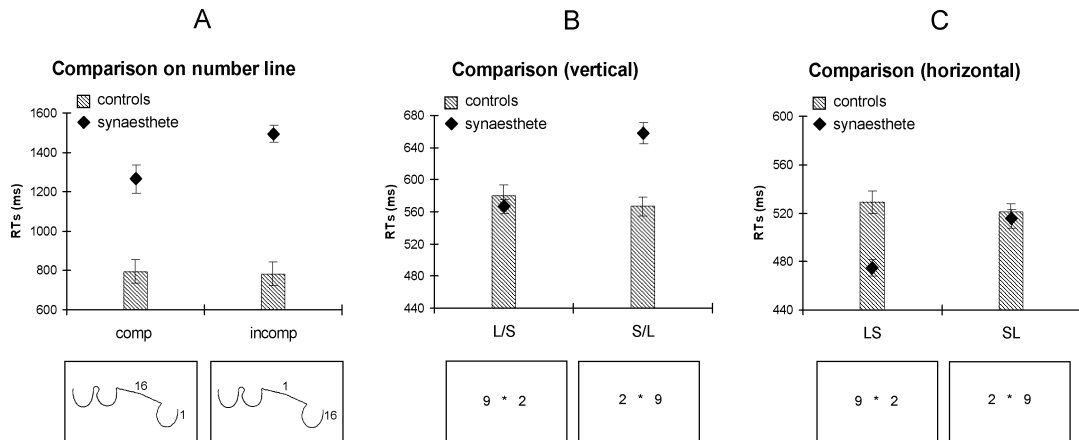 A
Comparison on number line
controls
synaesthete
1600
1400
1200
1000
800
600
RTs (ms)
comp
incomp
16
1
1
16
B
Comparison (vertical)
controls
synaesthete
680
640
600
560
520
480
440
RTs (ms)
L/S
S/L
9 * 2
2 * 9
C
Comparison (horizontal)
controls
synaesthete
600
560
520
480
440
RTs (ms)
LS
SL
9 * 2
2 * 9